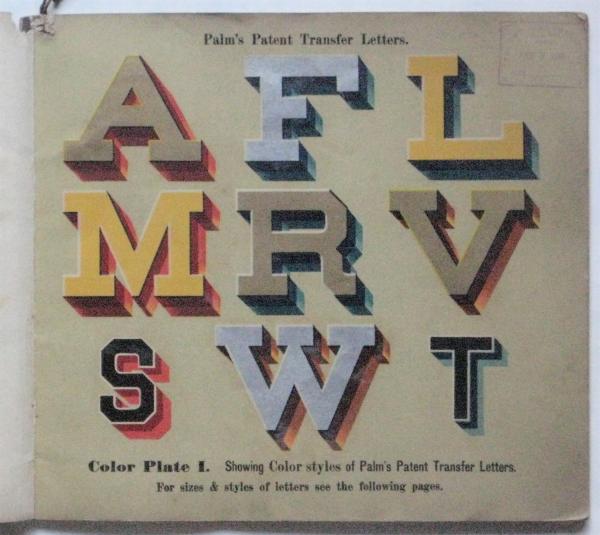 Palm's Patent Transfer Letters.
A F L
M R V
S W T
Color Plate I. Showing Color styles of Palm's Patent Transfer Letters.
For sizes & styles of letters see the following pages.